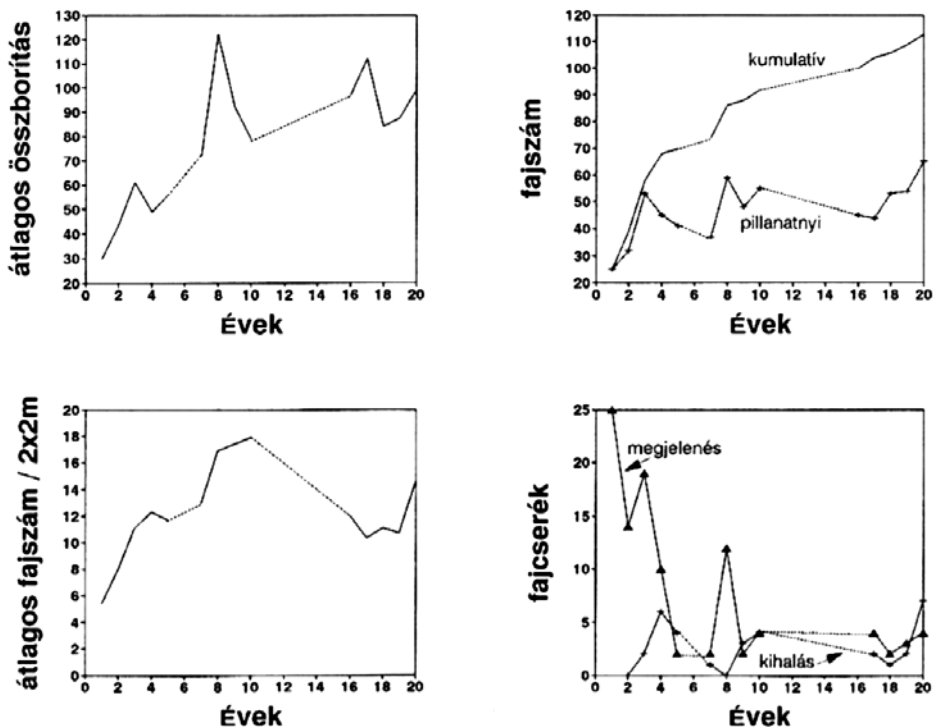 átlagos összborítás
130
120
110
100
90
80
70
60
50
40
30
20
0 2 4 6 8 10 12 14 16 18 20
Évek
fajszám
120
110
100
90
80
70
60
50
40
30
20
kumulatív
pillanatnyi
0 2 4 6 8 10 12 14 16 18 20
Évek
átlagos fajszám / 2x2m
20
18
16
14
12
10
8
6
4
2
0
0 2 4 6 8 10 12 14 16 18 20
Évek
fajcserék
25
20
15
10
5
0
megjelenés
kihalás
0 2 4 6 8 10 12 14 16 18 20
Évek